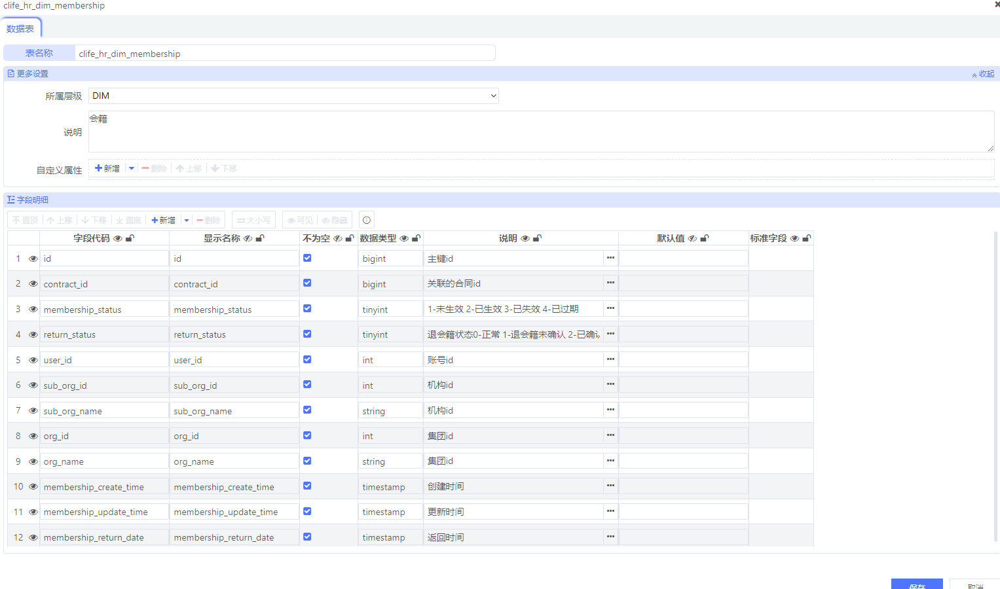 clife_hr_dim_membership
数据表
表名称 clife_hr_dim_membership
更多设置 收起
所属层级 DIM
说明 会籍
自定义属性 新增 删除 上移 下移
字段明细
置顶 上移 下移 置底 新增 删除 大小写 可见 隐藏
字段代码 显示名称 不为空 数据类型 说明 默认值 标准字段
1 id id bigint 主键id
2 contract_id contract_id bigint 关联的合同id
3 membership_status membership_status tinyint 1-未生效 2-已生效 3-已失效 4-已过期
4 return_status return_status tinyint 退会籍状态0-正常 1-退会籍未确认 2-已确认
5 user_id user_id int 账号id
6 sub_org_id sub_org_id int 机构id
7 sub_org_name sub_org_name string 机构id
8 org_id org_id int 集团id
9 org_name org_name string 集团id
10 membership_create_time membership_create_time timestamp 创建时间
11 membership_update_time membership_update_time timestamp 更新时间
12 membership_return_date membership_return_date timestamp 返回时间
保存 取消